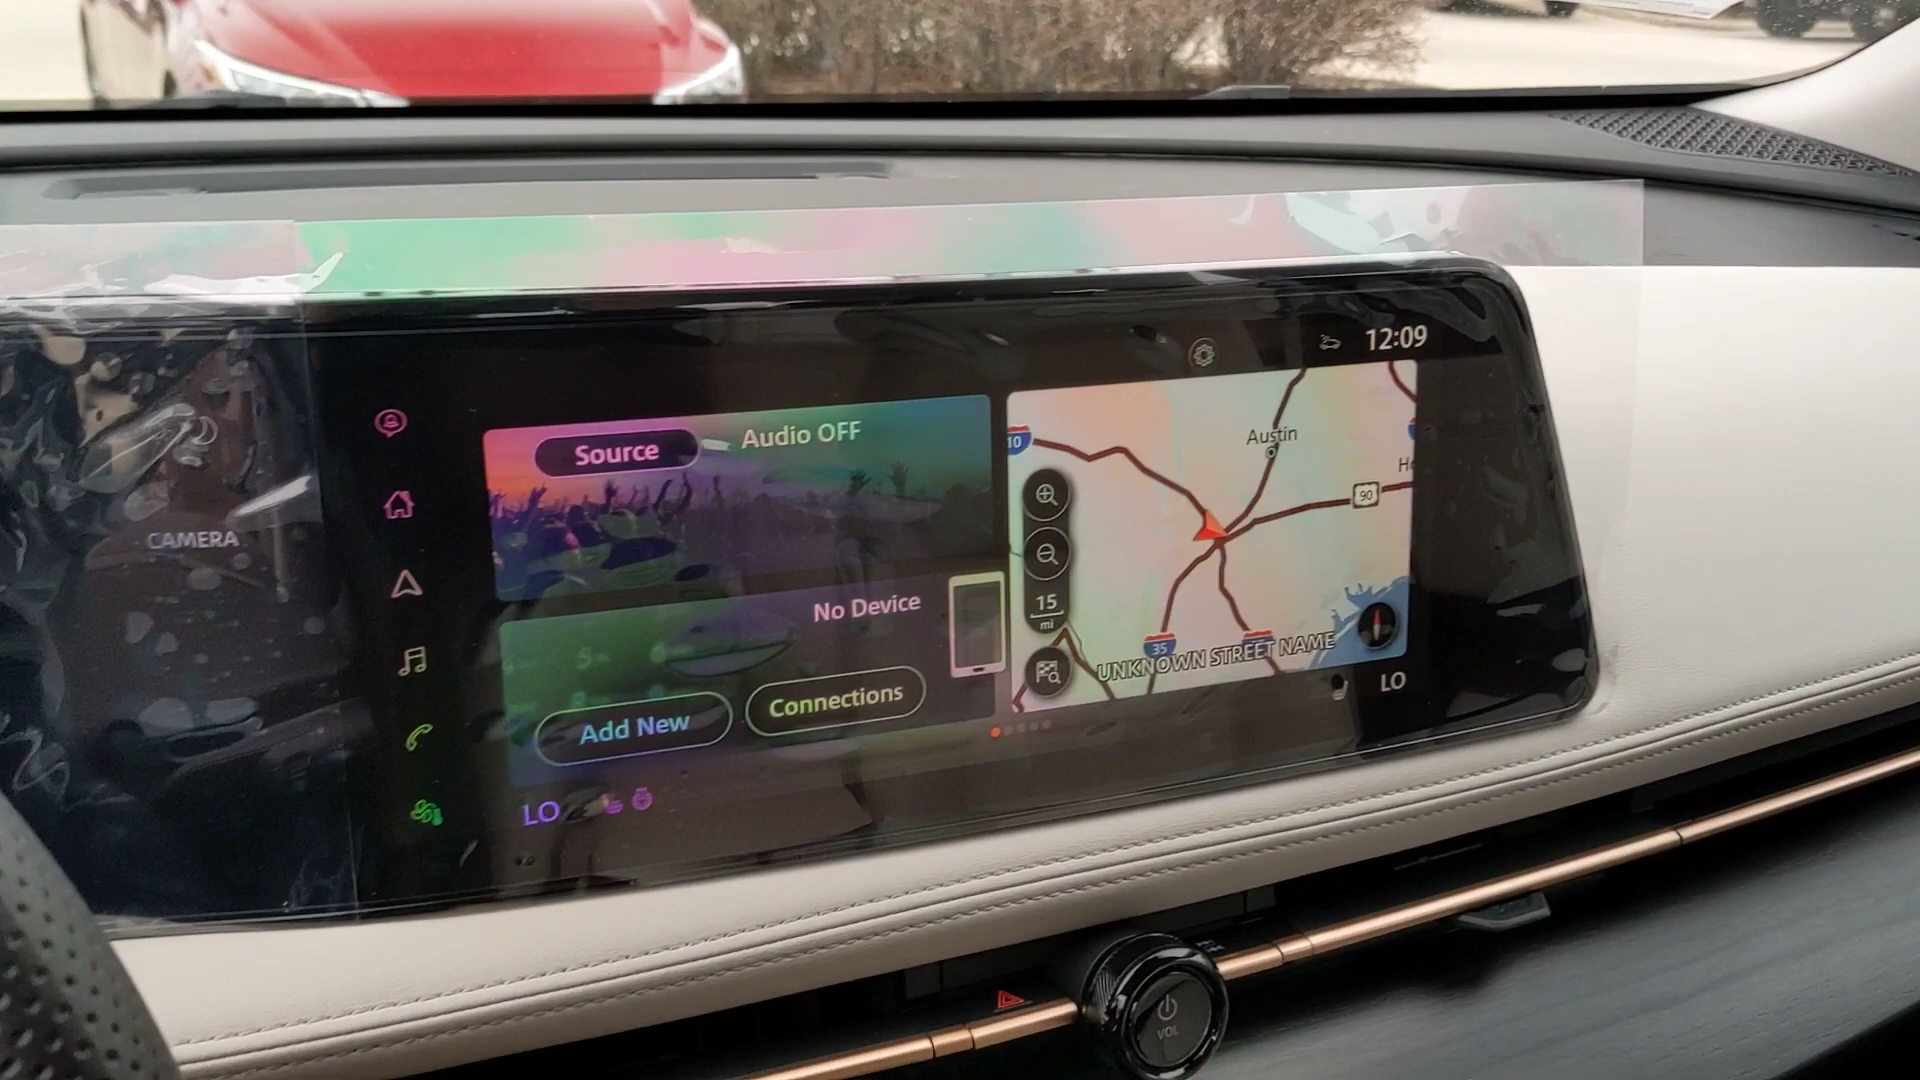 12:09
CAMERA
Source
Audio OFF
10
Austin
90
No Device
15
mi
35
UNKNOWN STREET NAME
Add New
Connections
LO
LO
VOL